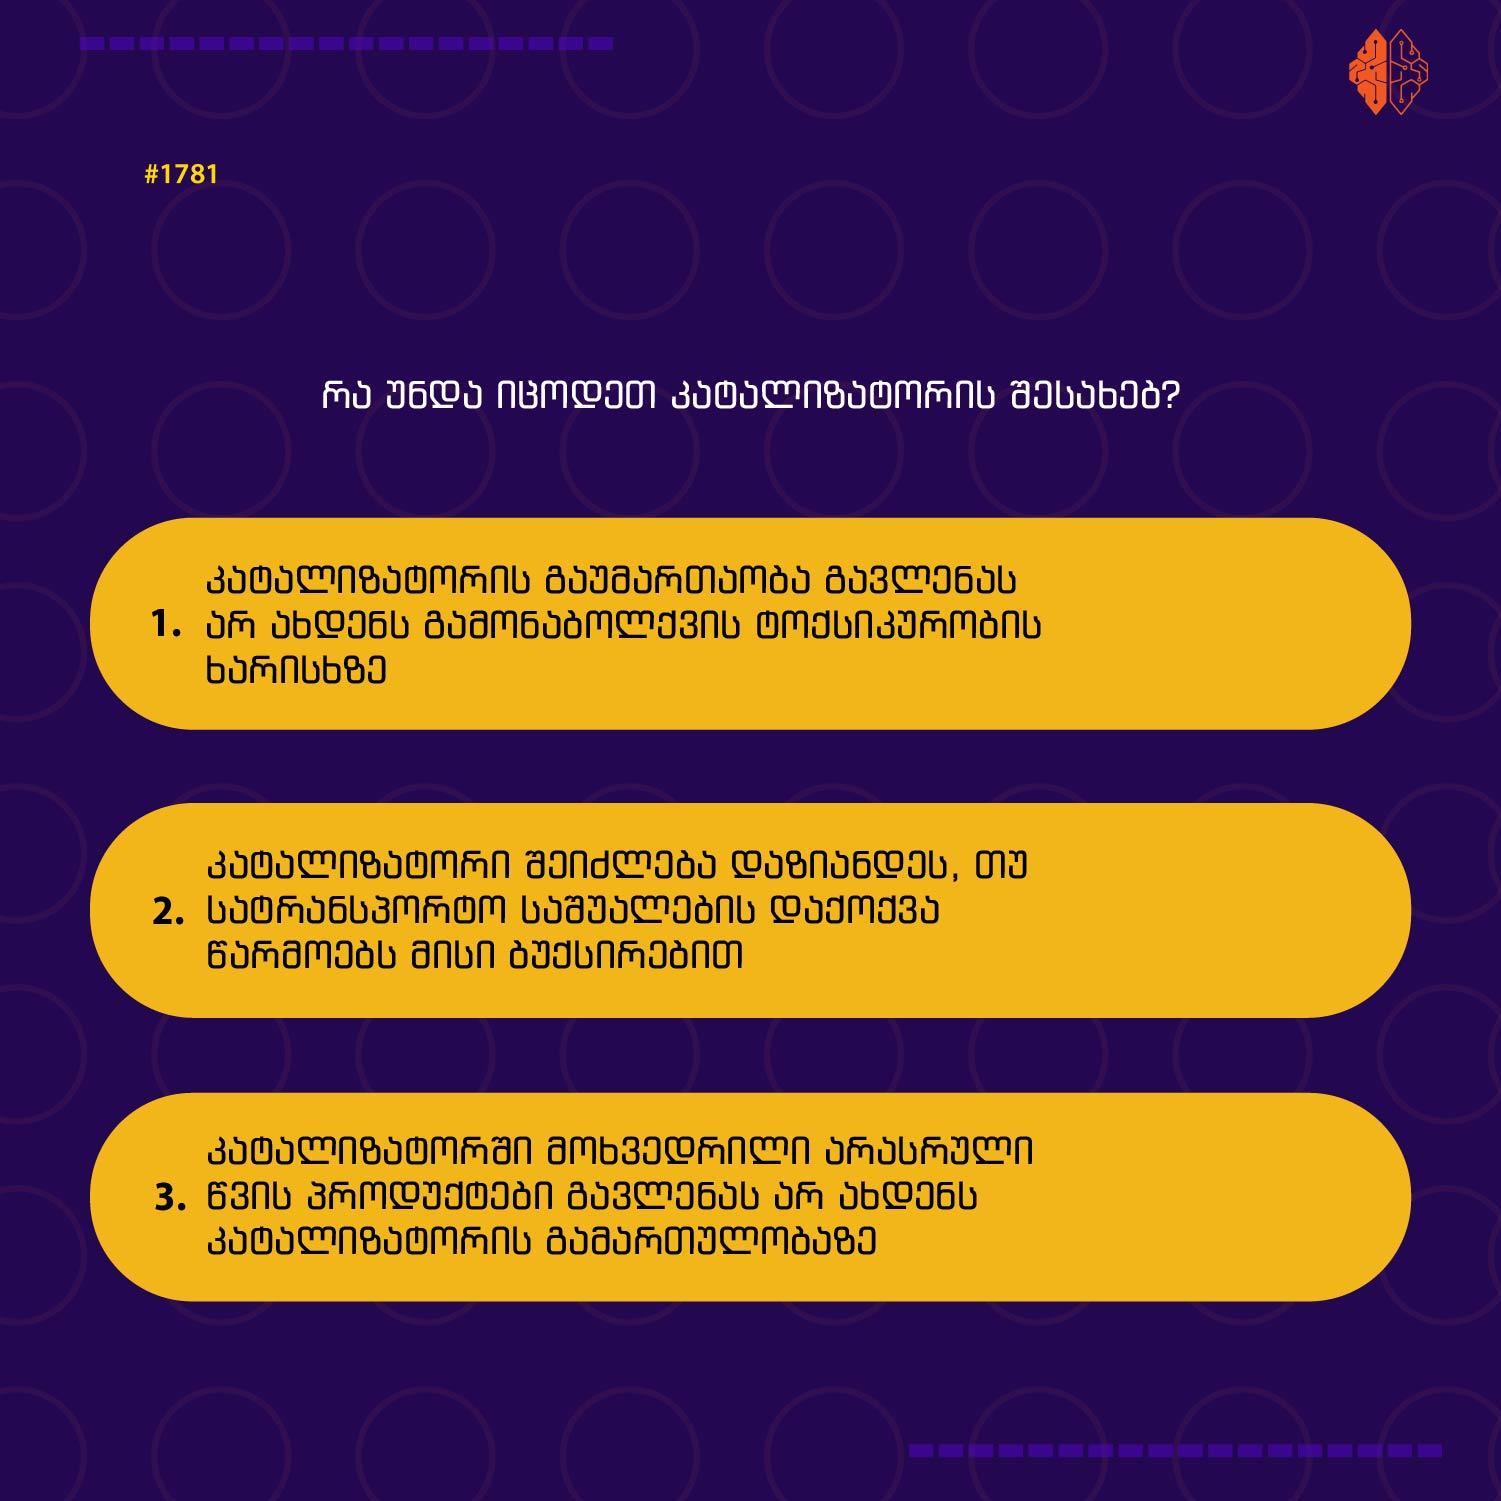 #1781
რა უნდა იცოდეთ კატალიზატორის შესახებ?
კატალიზატორის გაუმართაობა გავლენას
1. არ ახდენს გამონაბოლქვის ტოქსიკურობის
ხარისხზე
კატალიზატორი შეიძლება დაზიანდეს, თუ
2. სატრანსპორტო საშუალების დაქოქვა
წარმოებს მისი ბუქსირებით
კატალიზატორში მოხვედრილი არასრული
3. წვის პროდუქტები გავლენას არ ახდენს
კატალიზატორის გამართულობაზე